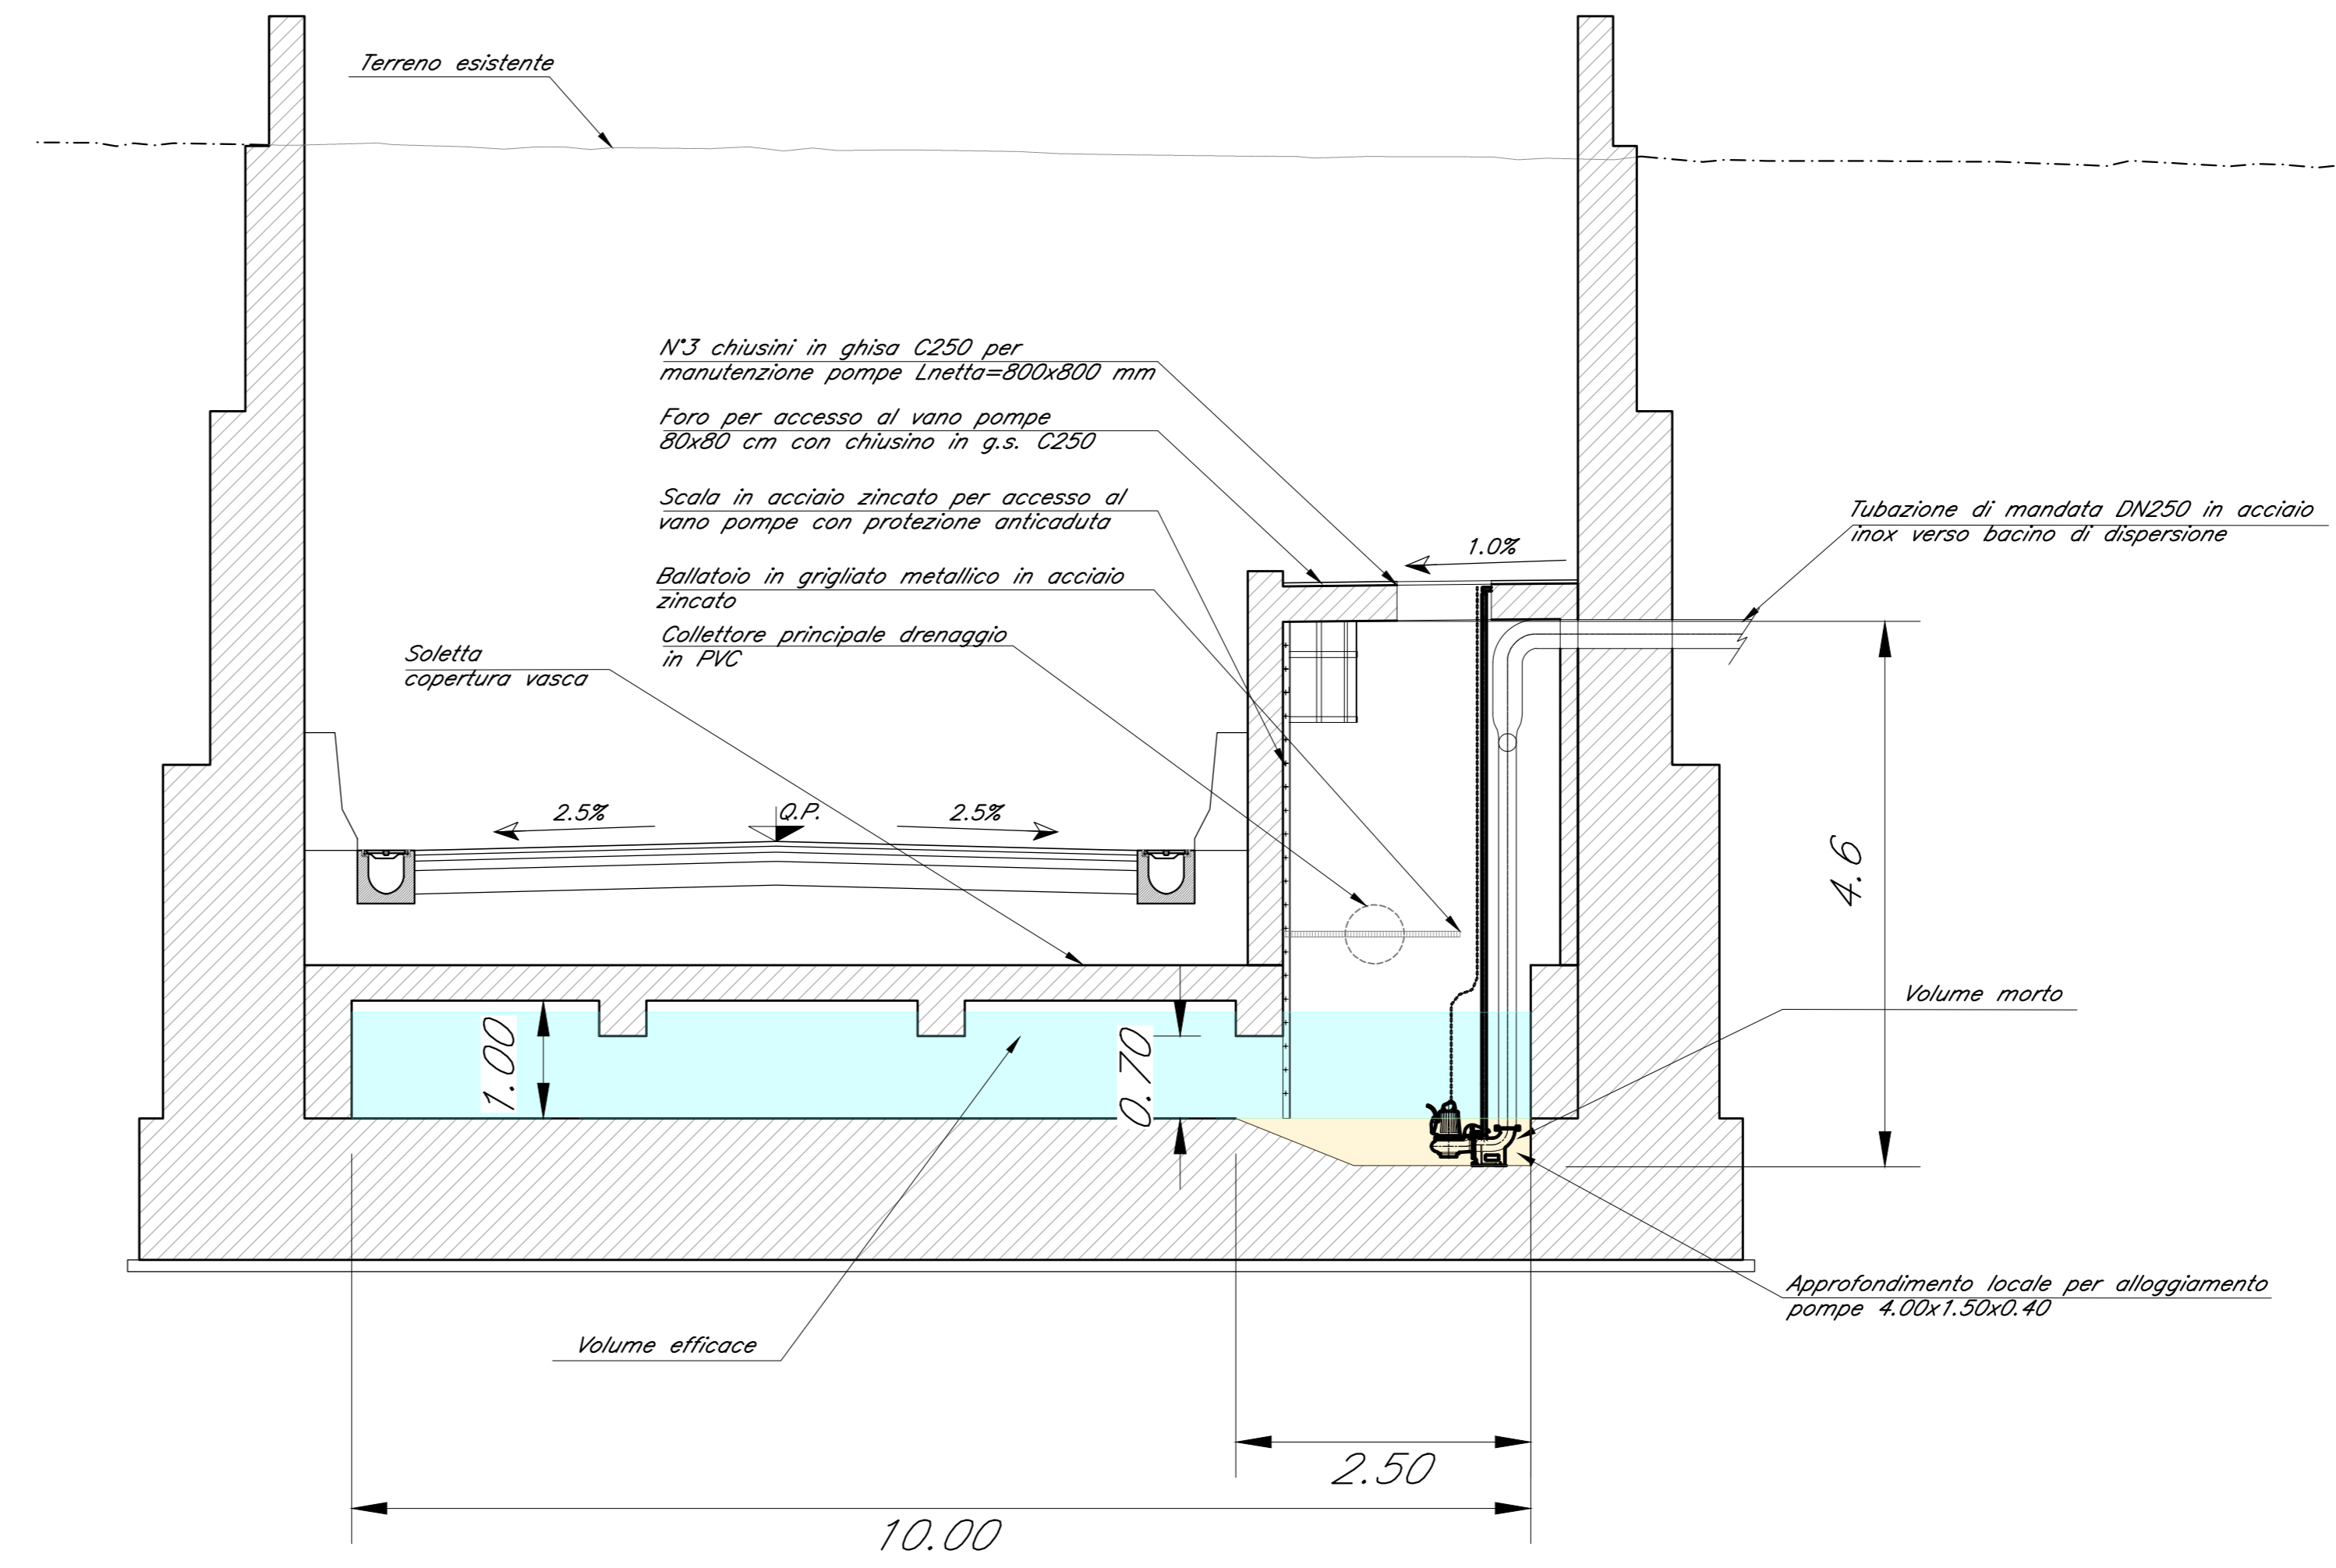 Terreno esistente
N°3 chiusini in ghisa C250 per
manutenzione pompe Lnetta=800x800 mm
Foro per accesso al vano pompe
80x80 cm con chiusino in g.s. C250
Scala in acciaio zincato per accesso al
vano pompe con protezione anticaduta
Tubazione di mandata DN250 in acciaio
inox verso bacino di dispersione
1.0%
Ballatoio in grigliato metallico in acciaio
zincato
Collettore principale drenaggio
in PVC
Soletta
copertura vasca
2.5%
Q.P.
2.5%
4.6
Volume morto
1.00
0.70
Approfondimento locale per alloggiamento
pompe 4.00x1.50x0.40
Volume efficace
2.50
10.00